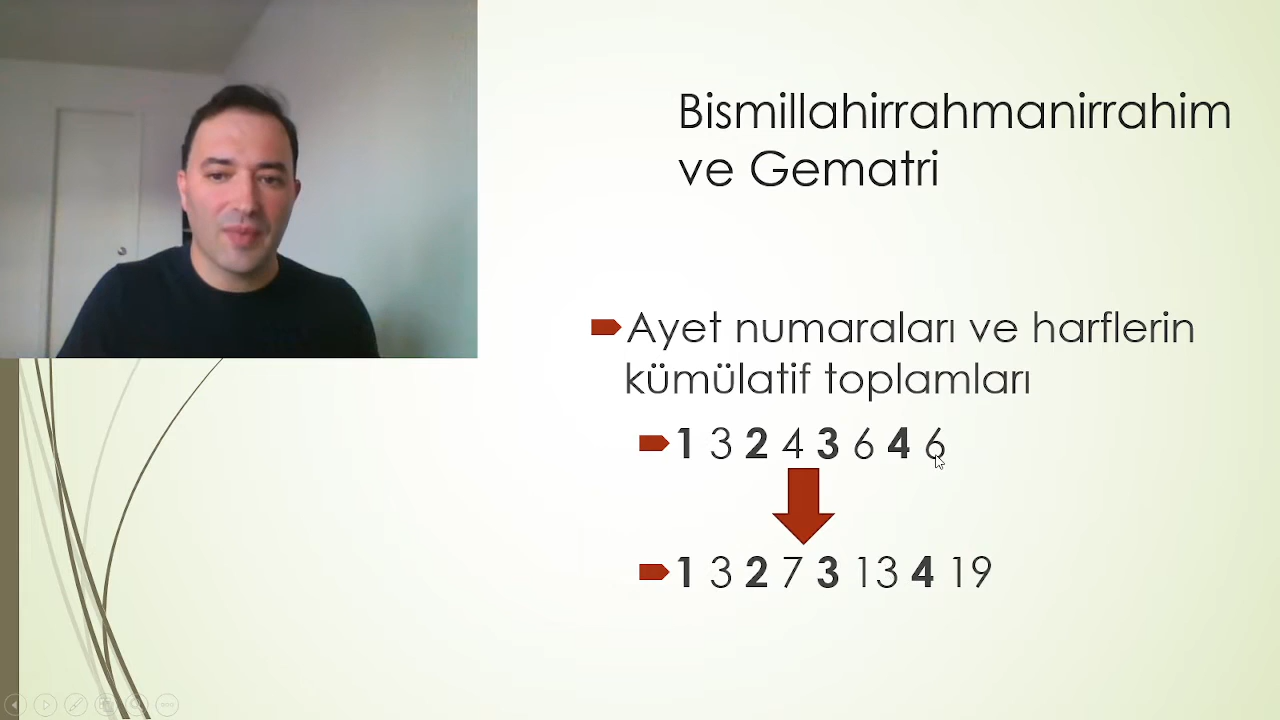 Bismillahirrahmanirrahim
ve Gematri
Ayet numaraları ve harflerin
kümülatif toplamları
1 3 2 4 3 6 4 6
1 3 2 7 3 13 4 19